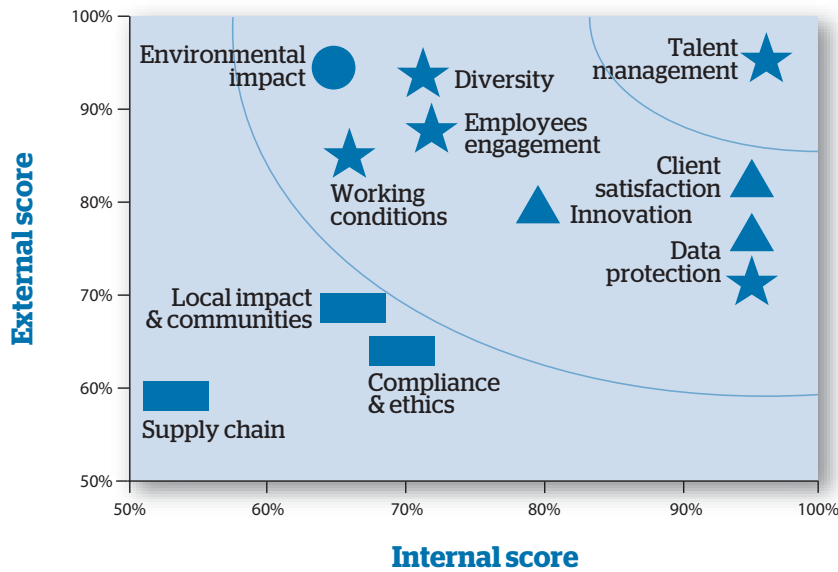 100%
90%
80%
70%
60%
50%
External score
Environmental
impact
Diversity
Talent
management
Employees
engagement
Working
conditions
Client
satisfaction
Innovation
Data
protection
Local impact
& communities
Compliance
& ethics
Supply chain
50%
60%
70%
80%
90%
100%
Internal score